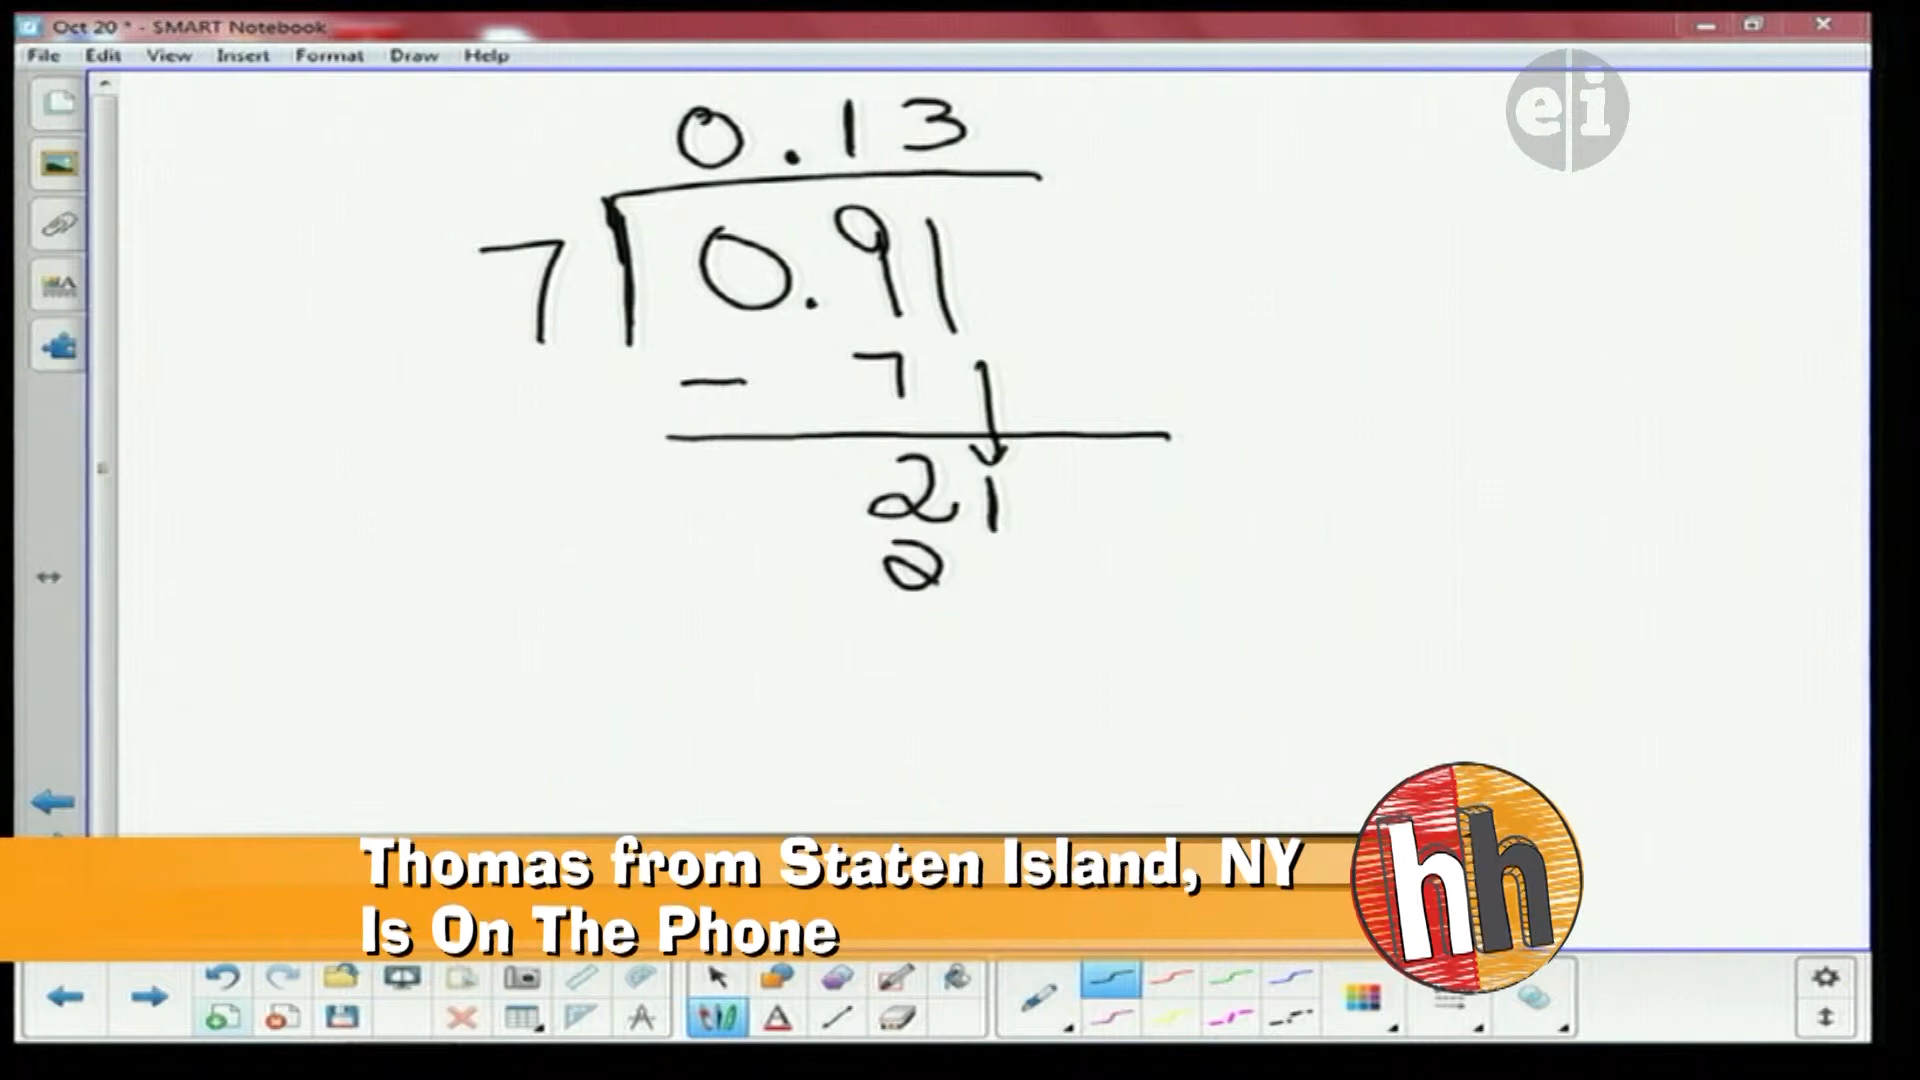 Oct 20 * - SMART Notebook
File Edit View Insert Format Draw Help
ei
0.13
7 0.91
- 7
21
2
Thomas from Staten Island, NY
Is On The Phone
hh